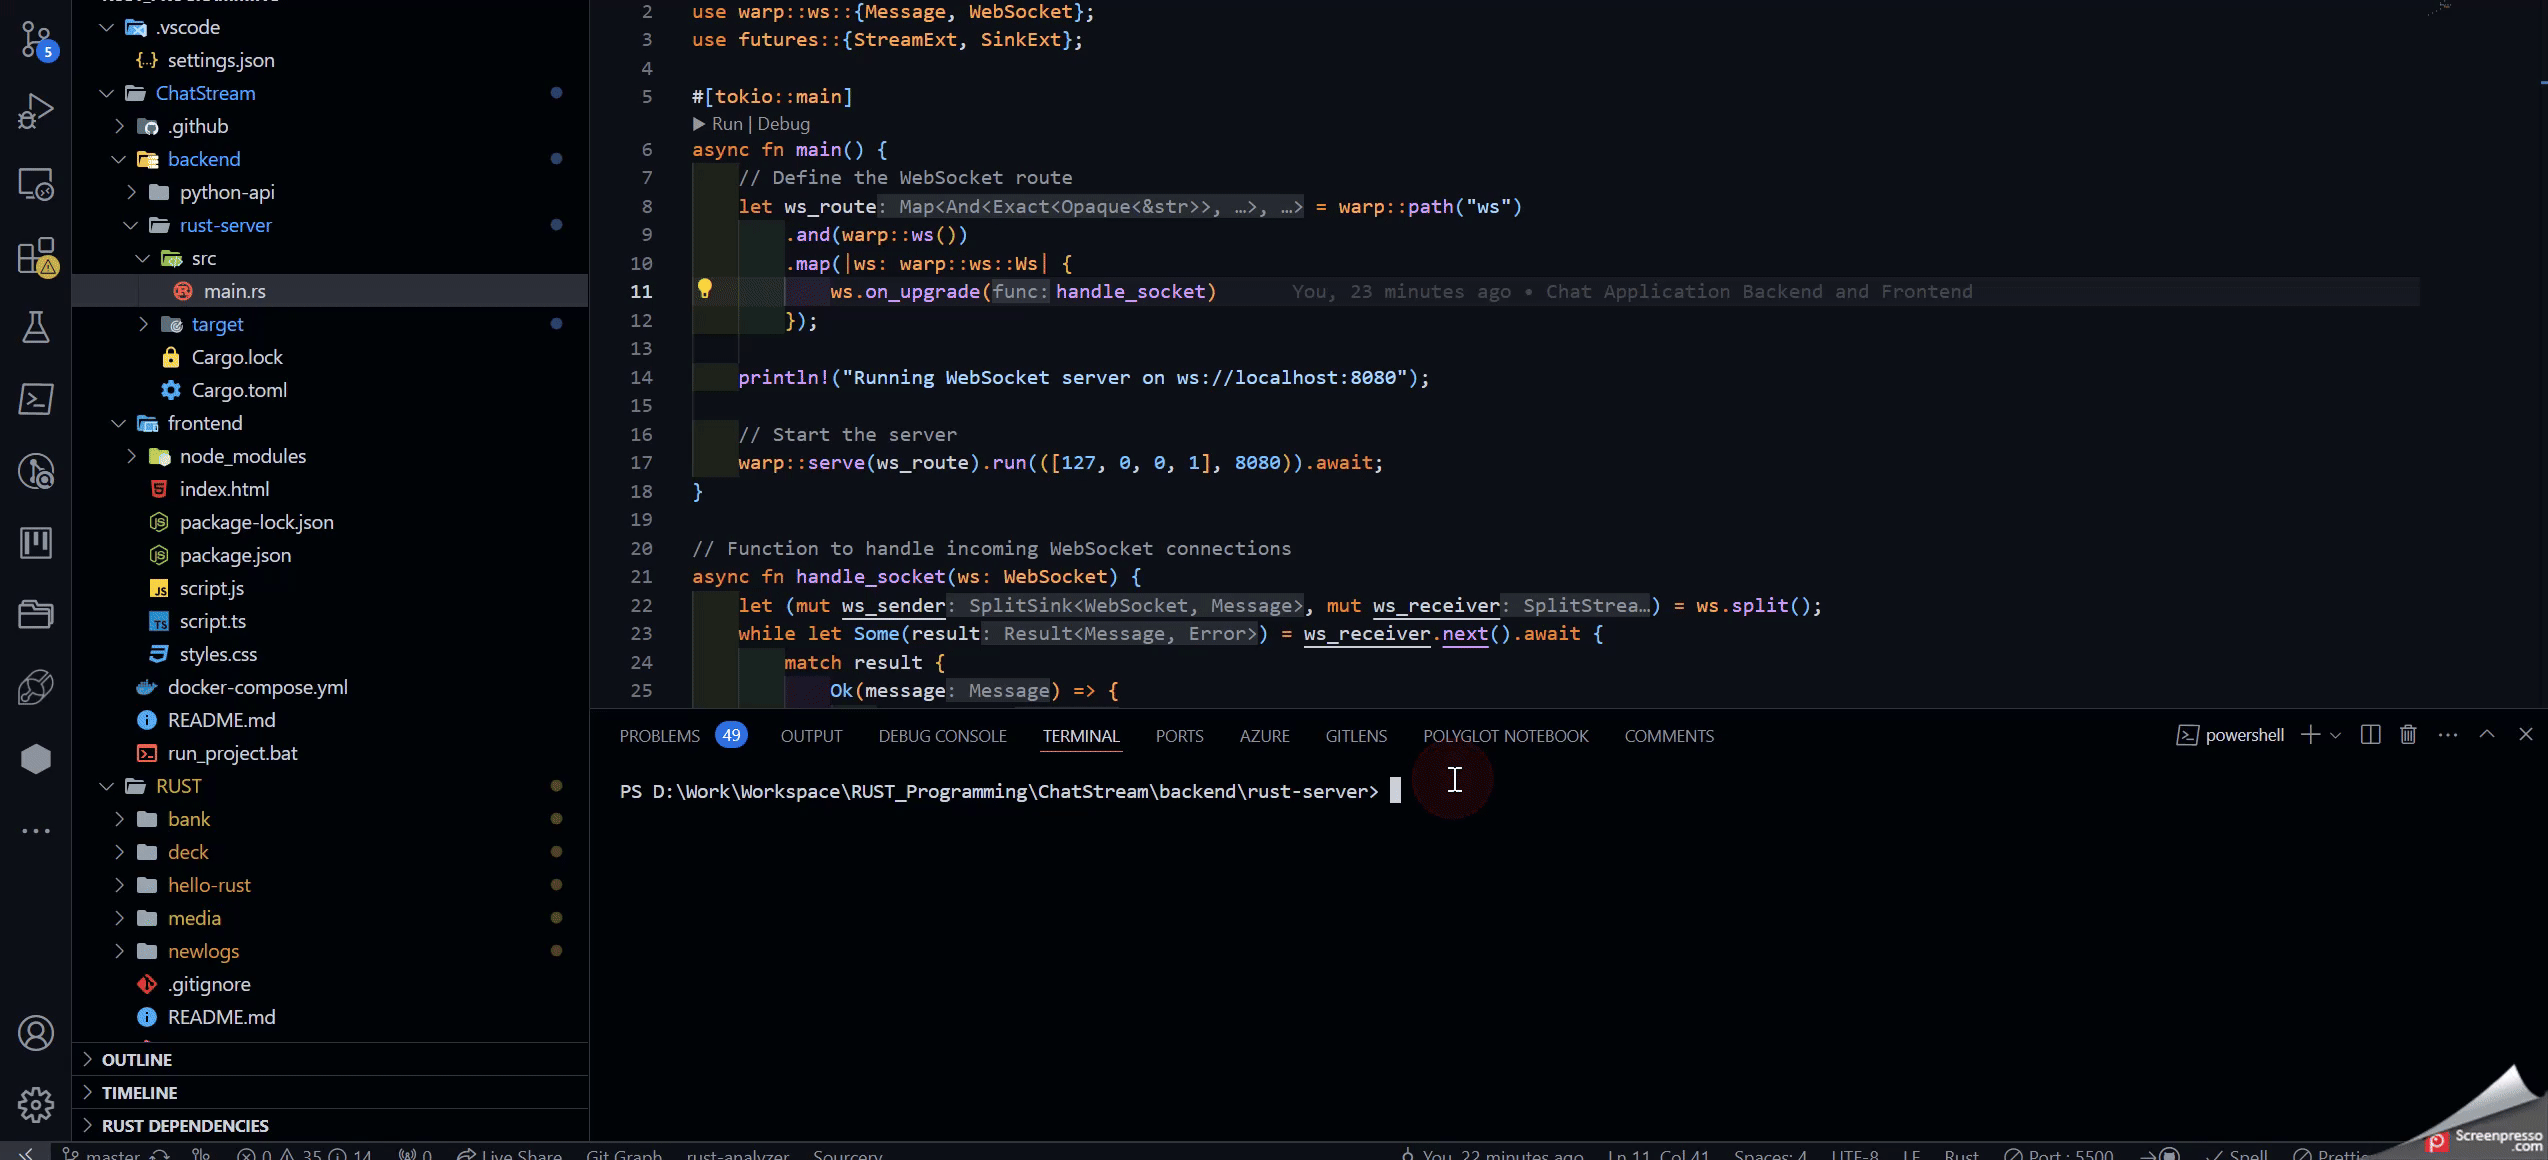 5
.vscode
settings.json
ChatStream
.github
backend
python-api
rust-server
src
main.rs
target
Cargo.lock
Cargo.toml
frontend
node_modules
index.html
package-lock.json
package.json
script.js
script.ts
styles.css
docker-compose.yml
README.md
run_project.bat
RUST
bank
deck
hello-rust
media
newlogs
.gitignore
README.md
OUTLINE
TIMELINE
RUST DEPENDENCIES
2 use warp::ws::{Message, WebSocket};
3 use futures::{StreamExt, SinkExt};
4
5 #[tokio::main]
Run | Debug
6 async fn main() {
7 // Define the WebSocket route
8 let ws_route: Map<And<Exact<Opaque<&str>>, …>, …> = warp::path("ws")
9 .and(warp::ws())
10 .map(|ws: warp::ws::Ws| {
11 ws.on_upgrade(func: handle_socket) You, 23 minutes ago • Chat Application Backend and Frontend
12 });
13
14 println!("Running WebSocket server on ws://localhost:8080");
15
16 // Start the server
17 warp::serve(ws_route).run(([127, 0, 0, 1], 8080)).await;
18 }
19
20 // Function to handle incoming WebSocket connections
21 async fn handle_socket(ws: WebSocket) {
22 let (mut ws_sender: SplitSink<WebSocket, Message>, mut ws_receiver: SplitStrea…) = ws.split();
23 while let Some(result: Result<Message, Error>) = ws_receiver.next().await {
24 match result {
25 Ok(message: Message) => {
PROBLEMS 49 OUTPUT DEBUG CONSOLE TERMINAL PORTS AZURE GITLENS POLYGLOT NOTEBOOK COMMENTS powershell
PS D:\Work\Workspace\RUST_Programming\ChatStream\backend\rust-server>
master 0 35 14 0 Live Share Git Graph rust-analyzer Sourcery You, 22 minutes ago Ln 11, Col 41 Spaces: 4 UTF-8 LF Rust Port : 5500 Spell
Screenpresso
.com